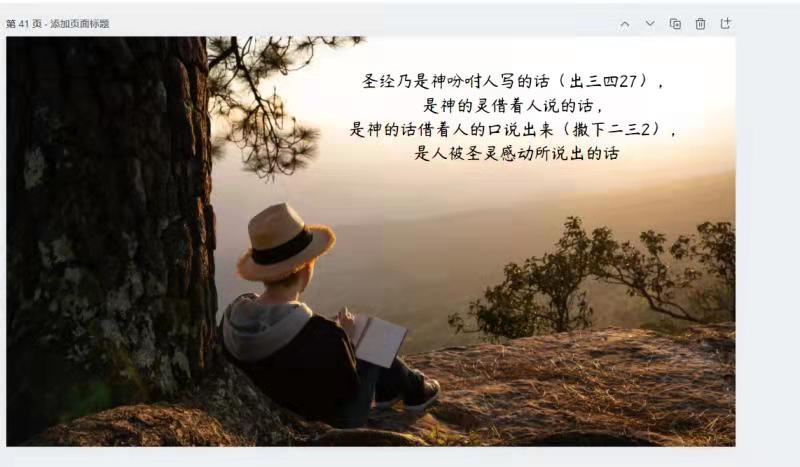 第 41 页 - 添加页面标题
圣经乃是神吩咐人写的话（出三四27），
是神的灵借着人说的话，
是神的话借着人的口说出来（撒下二三2），
是人被圣灵感动所说出的话